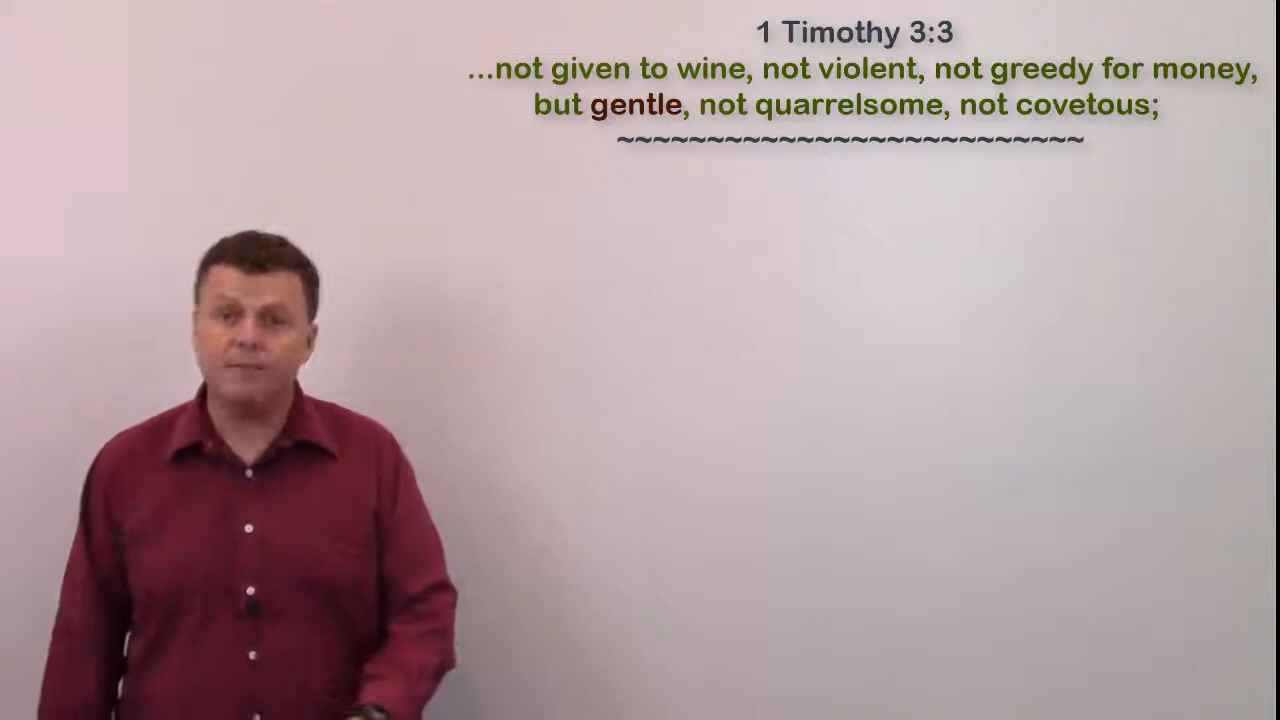 1 Timothy 3:3
...not given to wine, not violent, not greedy for money,
but gentle, not quarrelsome, not covetous;
~~~~~~~~~~~~~~~~~~~~~~~~~~